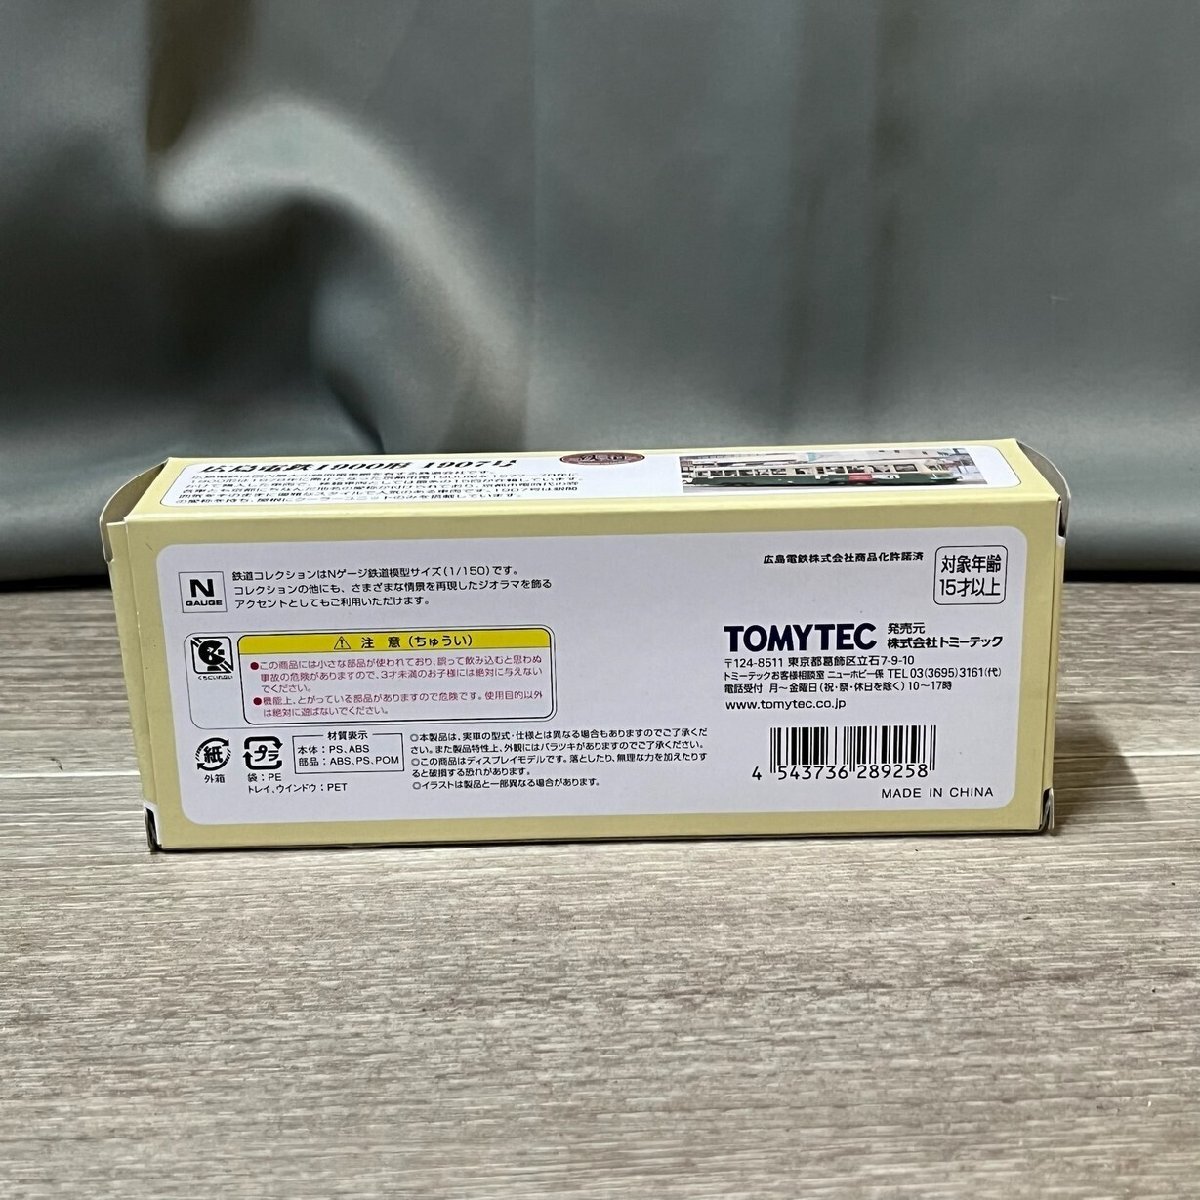 広島電鉄1900形 1907号
N
GAUGE
鉄道コレクションはNゲージ鉄道模型サイズ(1/150)です。
コレクションの他にも、さまざまな情景を再現したジオラマを飾る
アクセントとしてもご利用いただけます。
くちにいれない
注意(ちゅうい)
●この商品には小さな部品が使われており、誤って飲み込むと思わぬ
事故の危険がありますので、3才未満のお子様には絶対に与えない
でください。
●機能上、とがっている部品がありますので危険です。使用目的以外
は絶対に遊ばないでください。
紙
外箱
プラ
袋:PE
トレイ、ウインドウ:PET
材質表示
本体:PS、ABS
部品:ABS、PS、POM
○本製品は、実車の型式・仕様とは異なる場合もありますのでご了承くだ
さい。また製品特性上、外観にはバラツキがありますのでご了承ください。
○この商品はディスプレイモデルです。落としたり、無理な力を加えたりす
ると破損する恐れがあります。
○イラストは製品と一部異なる場合があります。
広島電鉄株式会社商品化許諾済
対象年齢
15才以上
TOMYTEC 発売元
株式会社トミーテック
〒124-8511 東京都葛飾区立石7-9-10
トミーテックお客様相談室 ニューホビー係 TEL 03(3695)3161(代)
電話受付 月～金曜日(祝・祭・休日を除く)10～17時
www.tomytec.co.jp
4 543736 289258
MADE IN CHINA